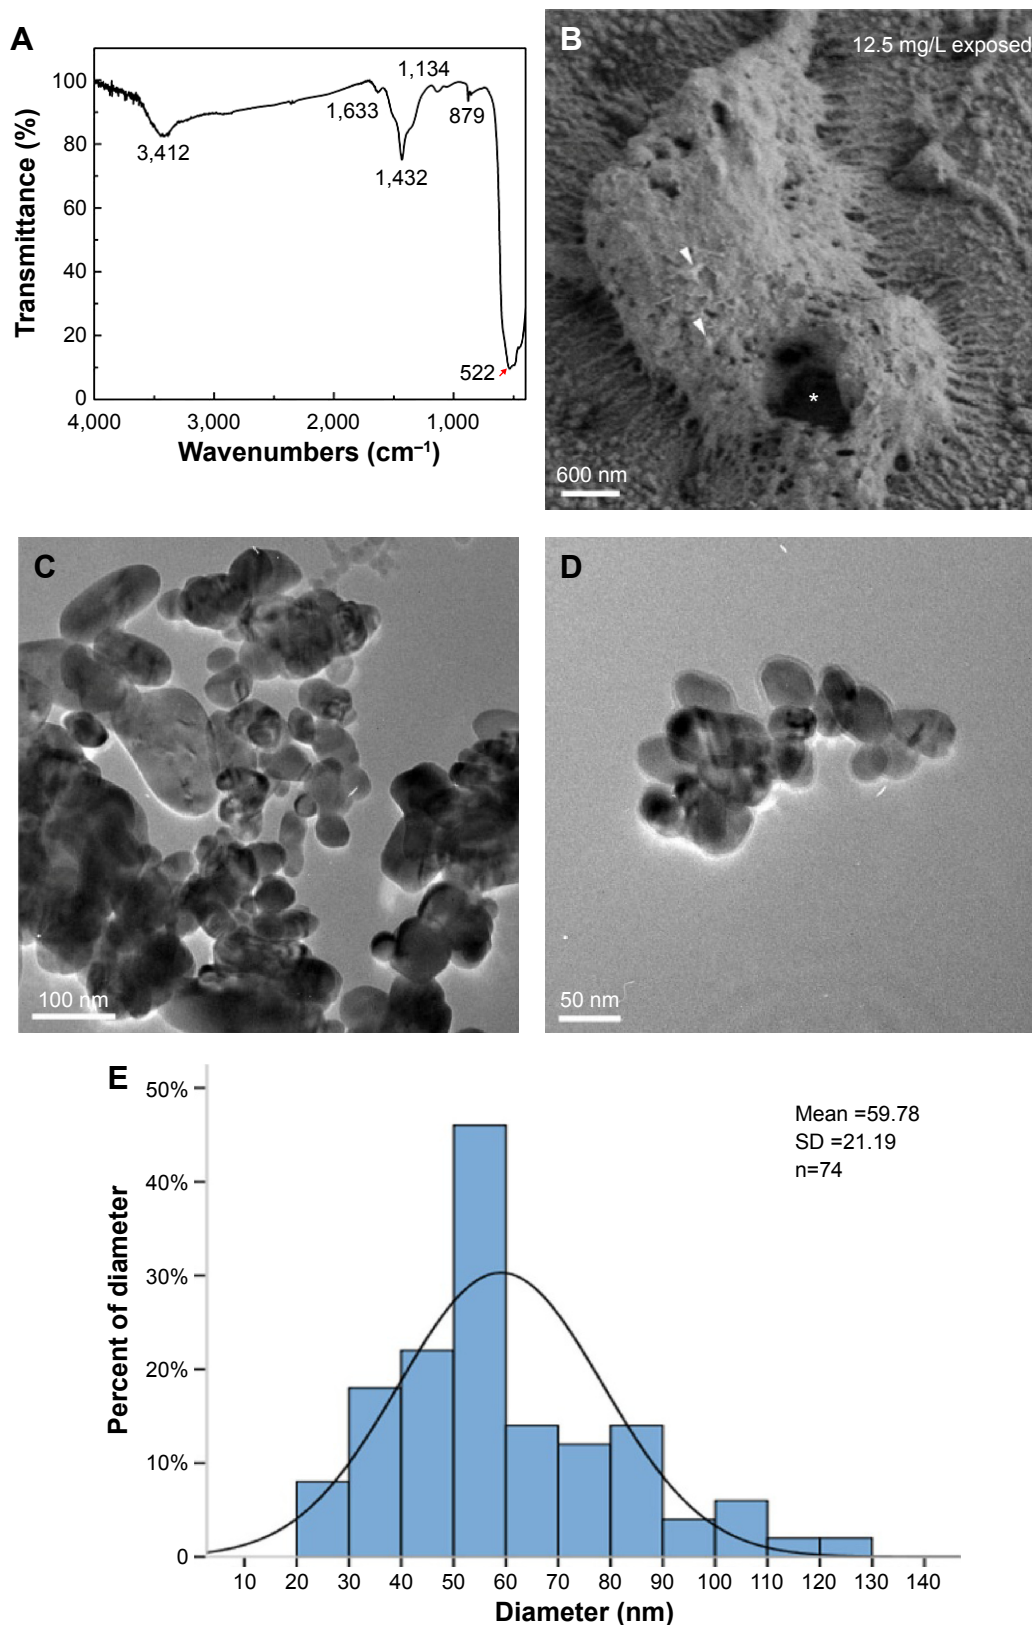 A
Transmittance (%)
100
80
60
40
20
0
4,000
3,000
2,000
1,000
Wavenumbers (cm⁻¹)
3,412
1,633
1,432
1,134
879
522
B
12.5 mg/L exposed
*
600 nm
C
100 nm
D
50 nm
E
Percent of diameter
50%
40%
30%
20%
10%
0
10
20
30
40
50
60
70
80
90
100
110
120
130
140
Diameter (nm)
Mean =59.78
SD =21.19
n=74